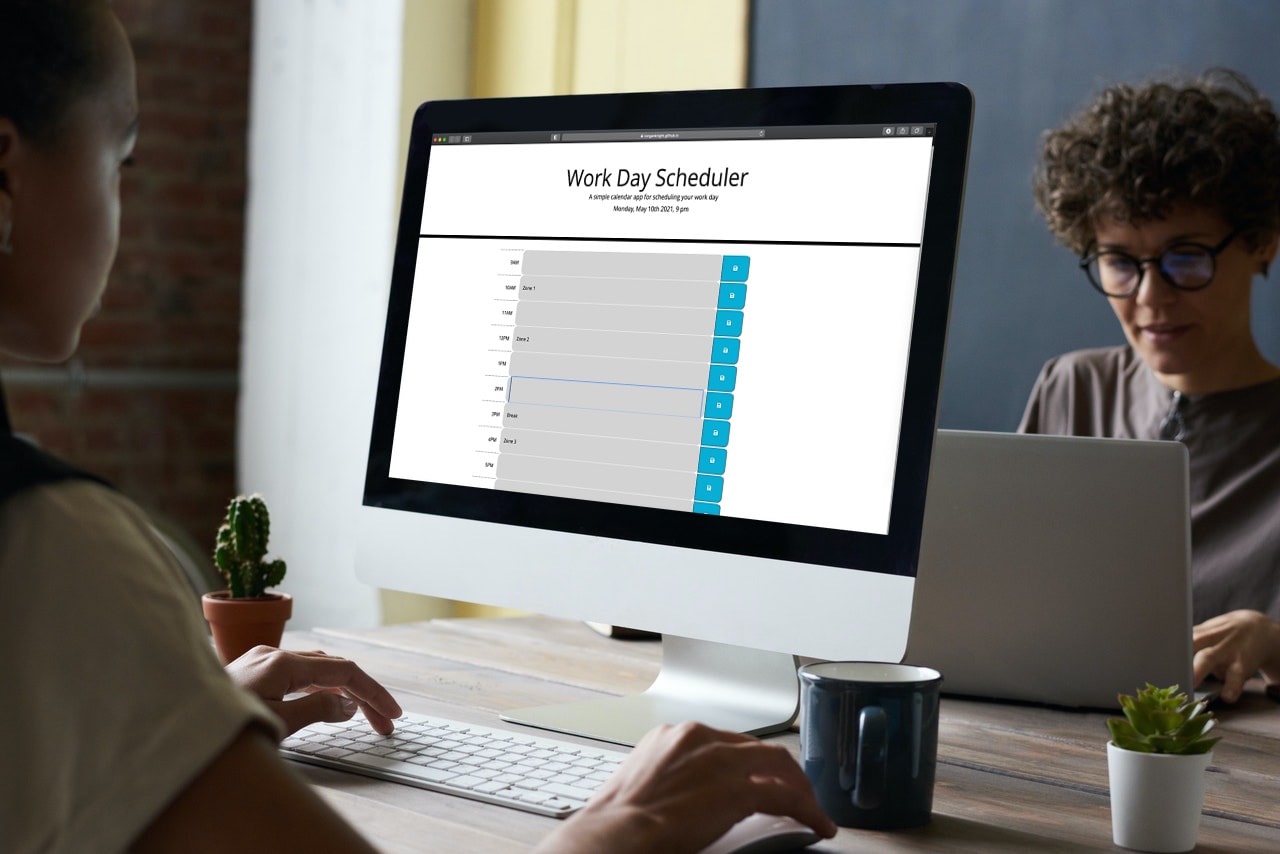 Work Day Scheduler
A simple calendar app for scheduling your work day
Monday, May 10th 2021, 9 pm
9AM
10AM Zone 1
11AM
12PM Zone 2
1PM
2PM
3PM Break
4PM Zone 3
5PM